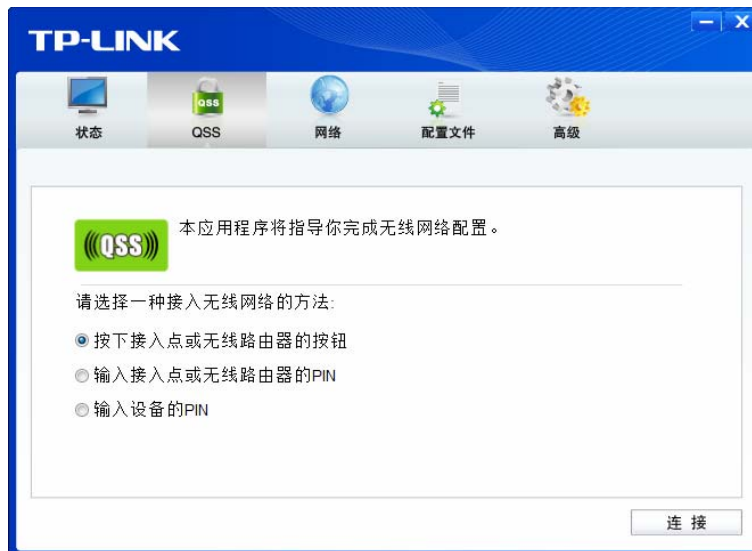 TP-LINK
QSS
状态 QSS 网络 配置文件 高级
QSS
本应用程序将指导你完成无线网络配置。
请选择一种接入无线网络的方法:
按下接入点或无线路由器的按钮
输入接入点或无线路由器的PIN
输入设备的PIN
连 接